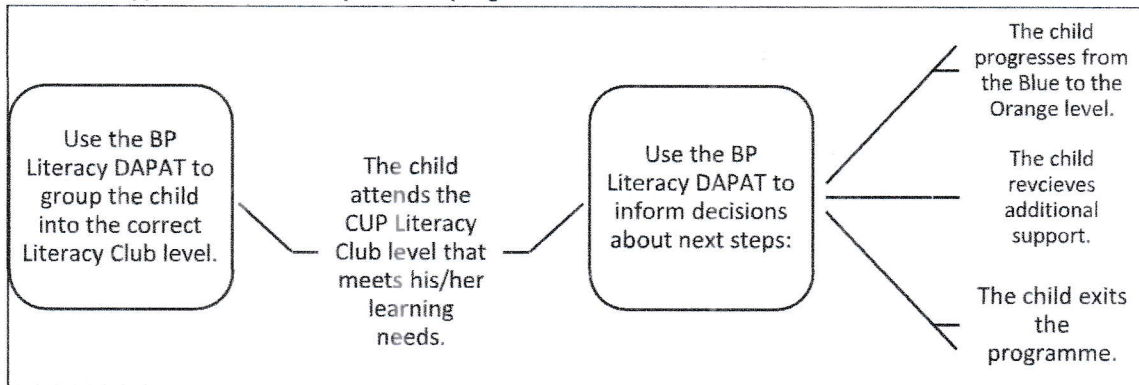 Use the BP
Literacy DAPAT to
group the child
into the correct
Literacy Club level.
The child
attends the
CUP Literacy
Club level that
meets his/her
learning
needs.
Use the BP
Literacy DAPAT to
inform decisions
about next steps:
The child
progresses from
the Blue to the
Orange level.
The child
revcieves
additional
support.
The child exits
the
programme.